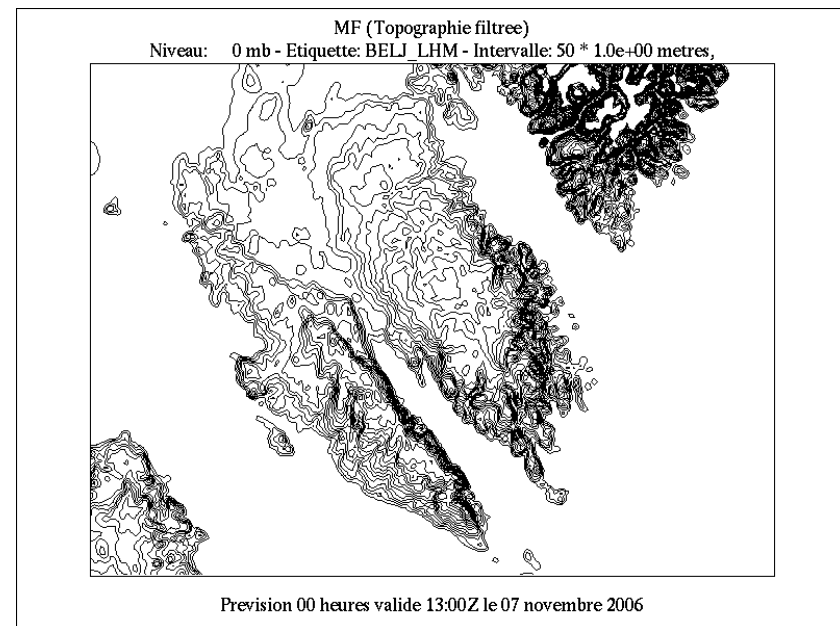 MF (Topographie filtree)
Niveau: 0 mb - Etiquette: BELJ_LHM - Intervalle: 50 * 1.0e+00 metres,
Prevision 00 heures valide 13:00Z le 07 novembre 2006